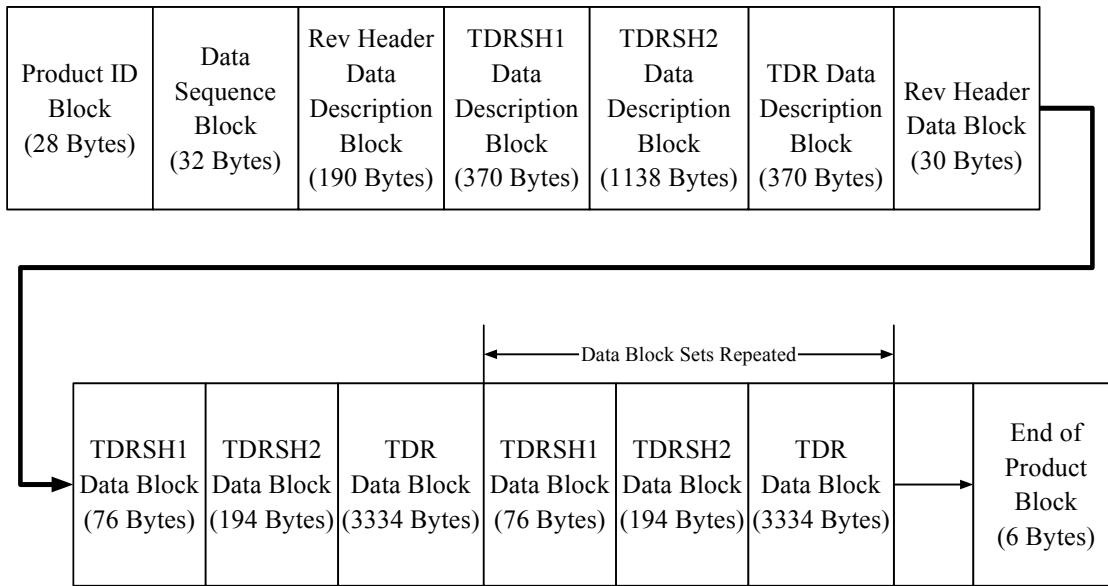 Product ID
Block
(28 Bytes)
Data
Sequence
Block
(32 Bytes)
Rev Header
Data
Description
Block
(190 Bytes)
TDRSH1
Data
Description
Block
(370 Bytes)
TDRSH2
Data
Description
Block
(1138 Bytes)
TDR Data
Description
Block
(370 Bytes)
Rev Header
Data Block
(30 Bytes)
Data Block Sets Repeated
TDRSH1
Data Block
(76 Bytes)
TDRSH2
Data Block
(194 Bytes)
TDR
Data Block
(3334 Bytes)
TDRSH1
Data Block
(76 Bytes)
TDRSH2
Data Block
(194 Bytes)
TDR
Data Block
(3334 Bytes)
End of
Product
Block
(6 Bytes)